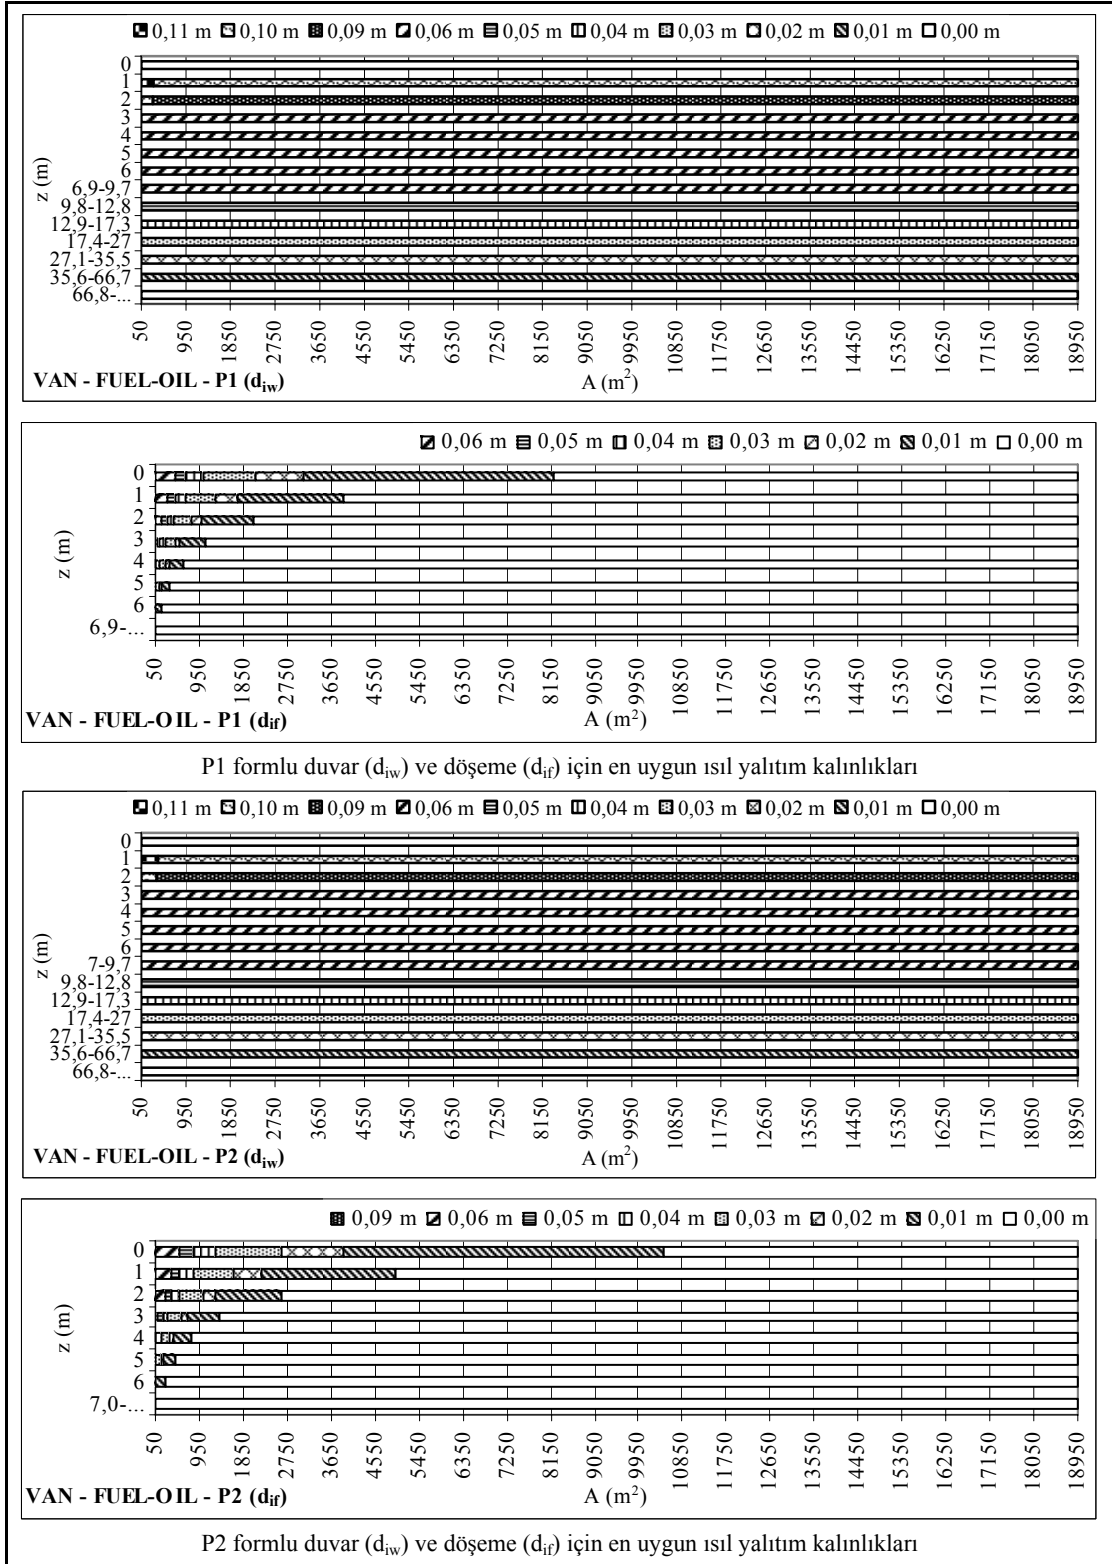 0,11 m 0,10 m 0,09 m 0,06 m 0,05 m 0,04 m 0,03 m 0,02 m 0,01 m 0,00 m
z (m)
0
1
2
3
4
5
6
6,9-9,7
9,8-12,8
12,9-17,3
17,4-27
27,1-35,5
35,6-66,7
66,8-...
50 950 1850 2750 3650 4550 5450 6350 7250 8150 9050 9950 10850 11750 12650 13550 14450 15350 16250 17150 18050 18950
VAN - FUEL-OIL - P1 (diw)
A (m²)
0,06 m 0,05 m 0,04 m 0,03 m 0,02 m 0,01 m 0,00 m
z (m)
0
1
2
3
4
5
6
6,9-...
50 950 1850 2750 3650 4550 5450 6350 7250 8150 9050 9950 10850 11750 12650 13550 14450 15350 16250 17150 18050 18950
VAN - FUEL-OIL - P1 (dif)
A (m²)
P1 formlu duvar (diw) ve döşeme (dif) için en uygun ısıl yalıtım kalınlıkları
0,11 m 0,10 m 0,09 m 0,06 m 0,05 m 0,04 m 0,03 m 0,02 m 0,01 m 0,00 m
z (m)
0
1
2
3
4
5
6
7-9,7
9,8-12,8
12,9-17,3
17,4-27
27,1-35,5
35,6-66,7
66,8-...
50 950 1850 2750 3650 4550 5450 6350 7250 8150 9050 9950 10850 11750 12650 13550 14450 15350 16250 17150 18050 18950
VAN - FUEL-OIL - P2 (diw)
A (m²)
0,09 m 0,06 m 0,05 m 0,04 m 0,03 m 0,02 m 0,01 m 0,00 m
z (m)
0
1
2
3
4
5
6
7,0-...
50 950 1850 2750 3650 4550 5450 6350 7250 8150 9050 9950 10850 11750 12650 13550 14450 15350 16250 17150 18050 18950
VAN - FUEL-OIL - P2 (dif)
A (m²)
P2 formlu duvar (diw) ve döşeme (dif) için en uygun ısıl yalıtım kalınlıkları